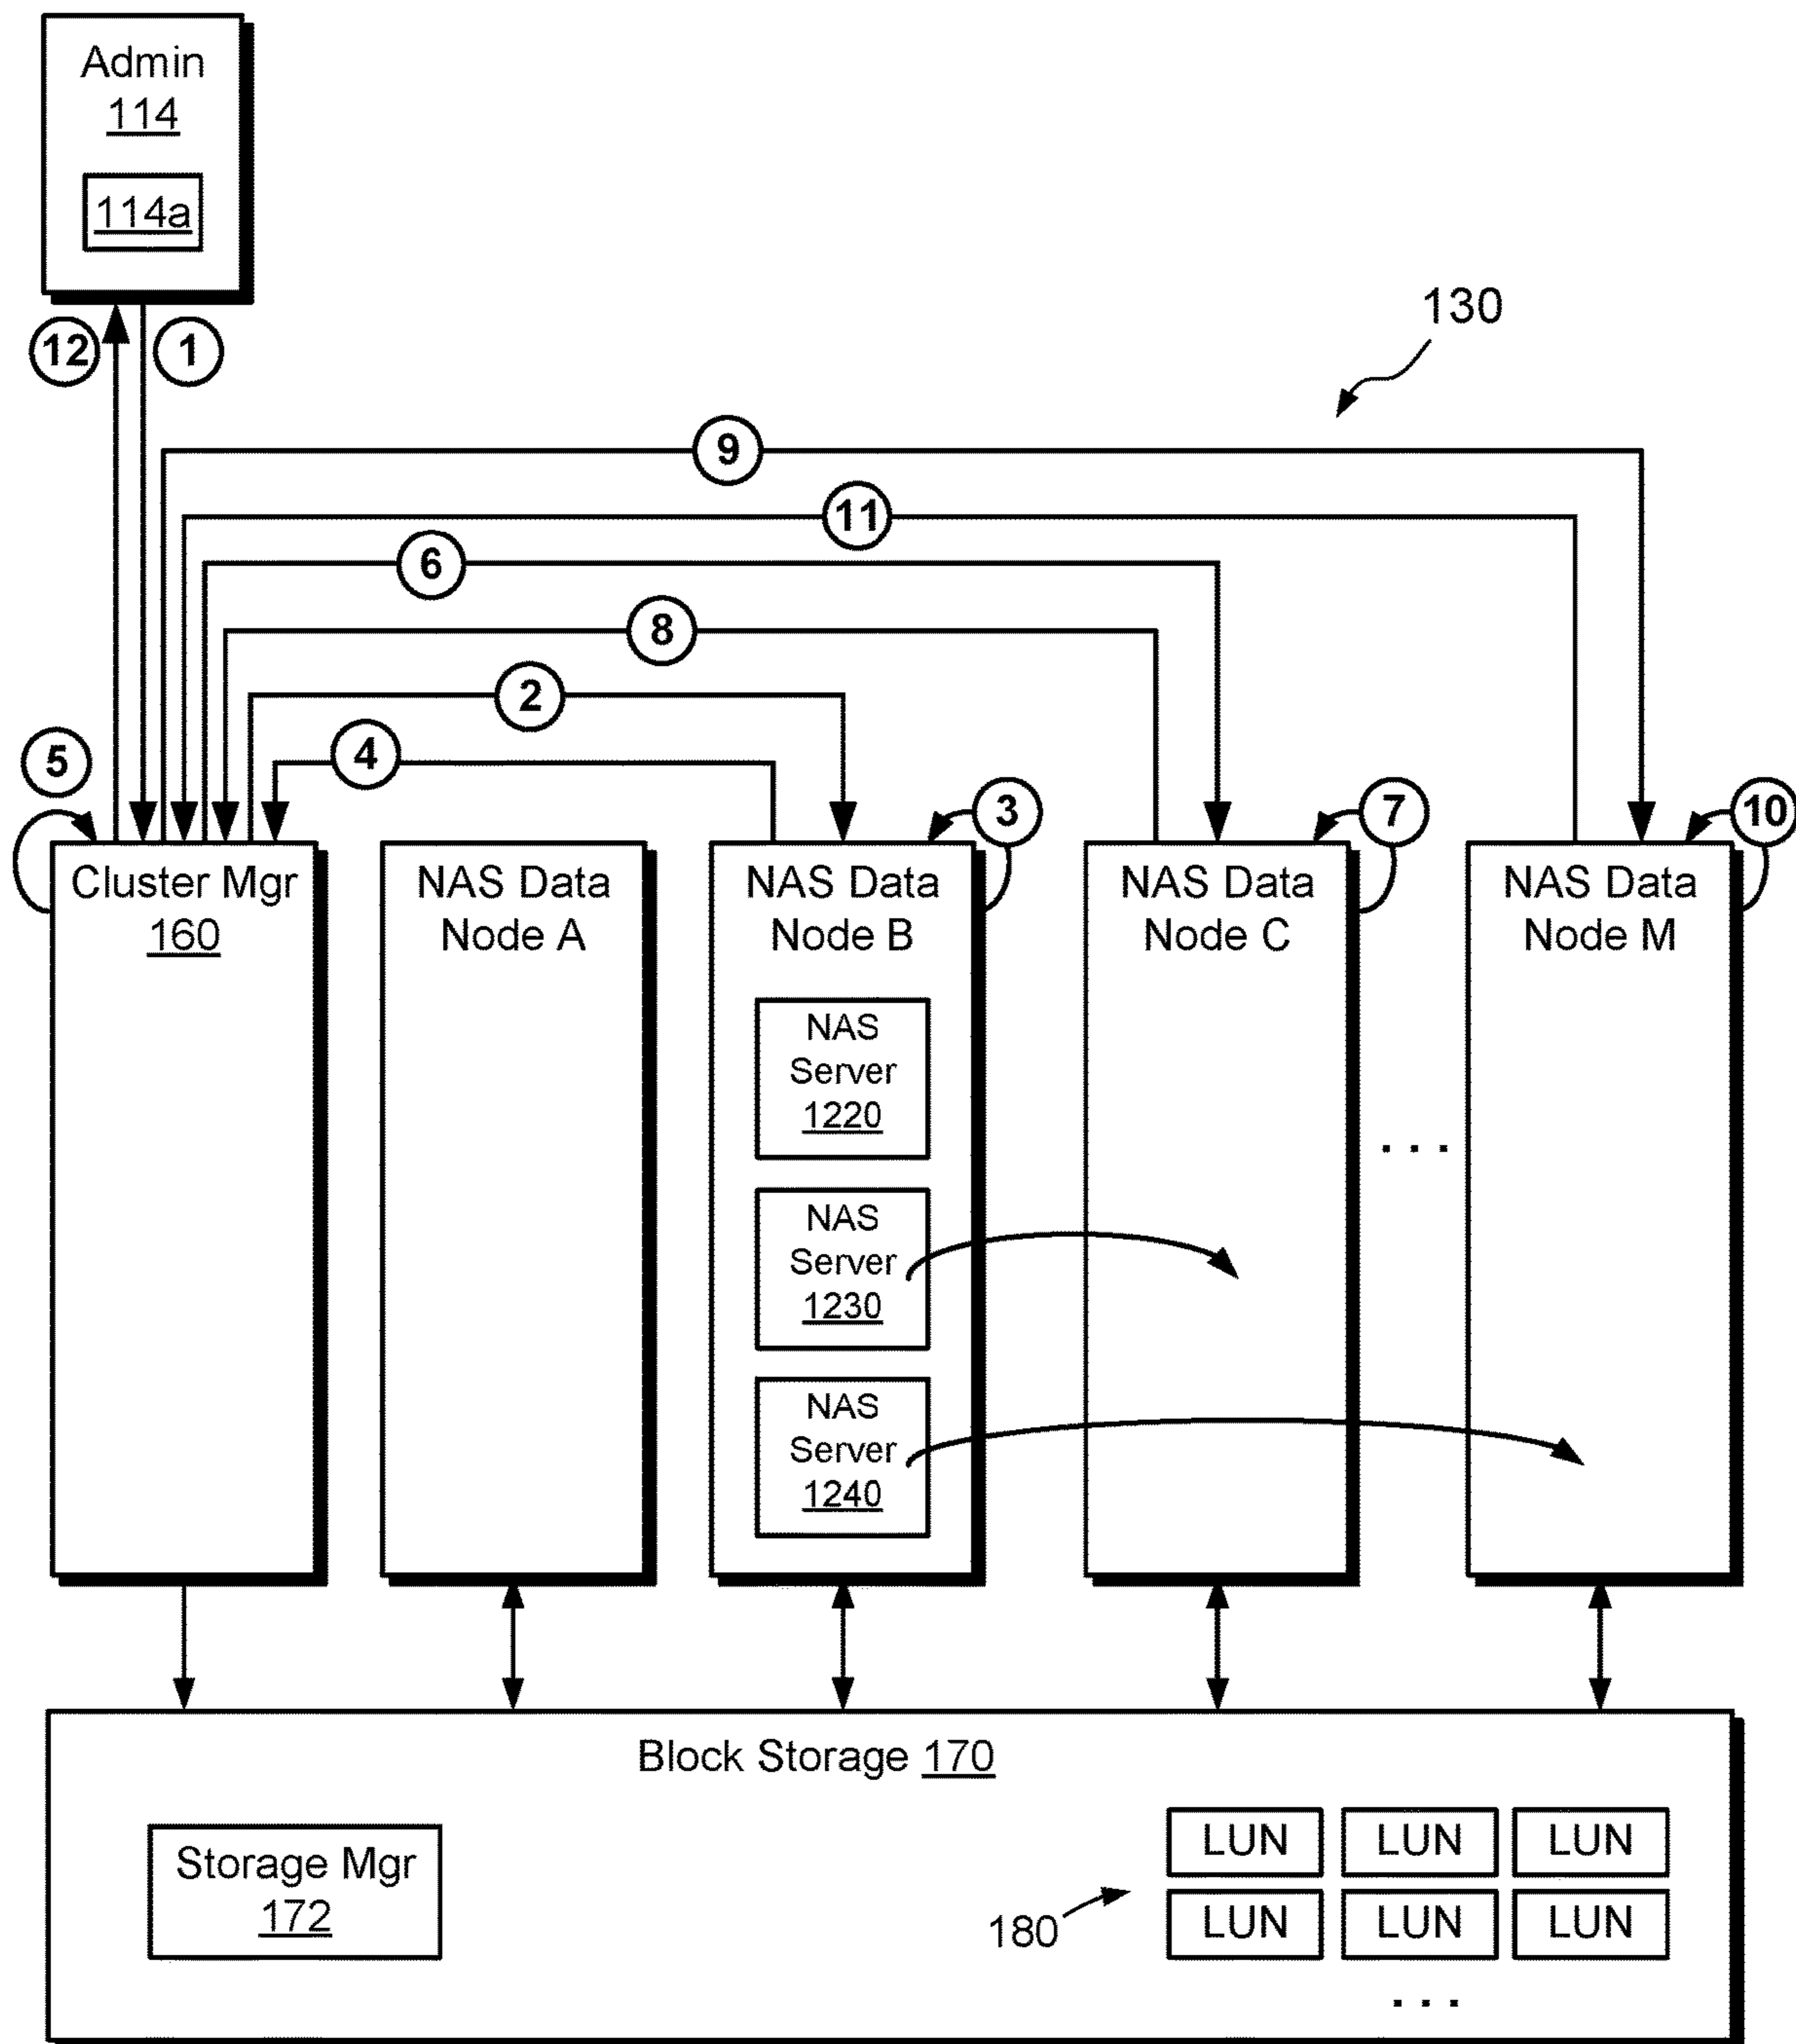 Admin
114
114a
12
1
130
9
11
6
8
2
4
5
3
7
10
Cluster Mgr
160
NAS Data
Node A
NAS Data
Node B
NAS Data
Node C
NAS Data
Node M
NAS
Server
1220
NAS
Server
1230
NAS
Server
1240
. . .
Block Storage 170
Storage Mgr
172
180
LUN LUN LUN
LUN LUN LUN
. . .